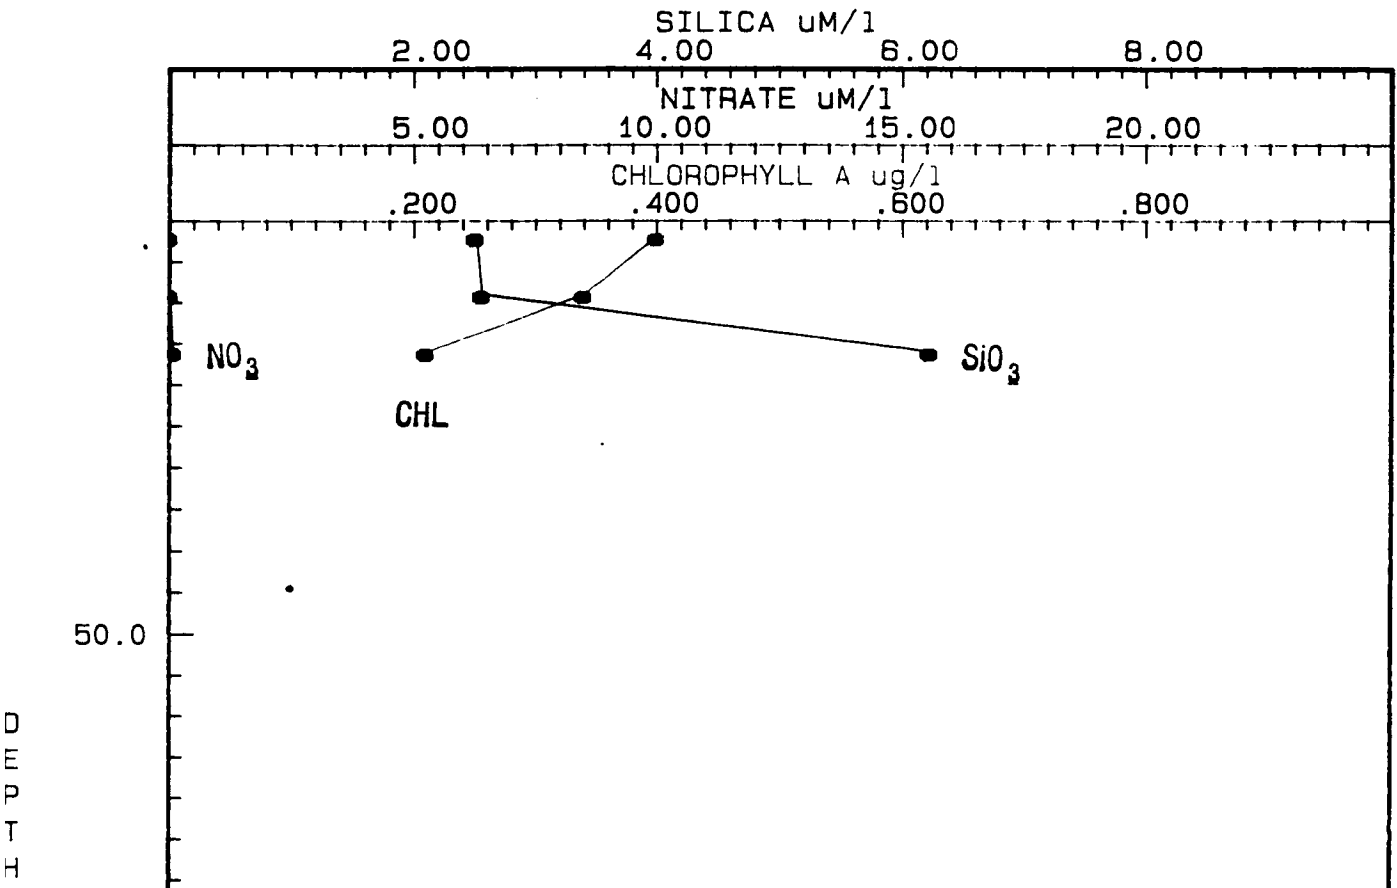 SILICA uM/l
2.00 4.00 6.00 8.00
NITRATE uM/l
5.00 10.00 15.00 20.00
CHLOROPHYLL A ug/l
.200 .400 .600 .800
NO3 SiO3
CHL
50.0
D
E
P
T
H